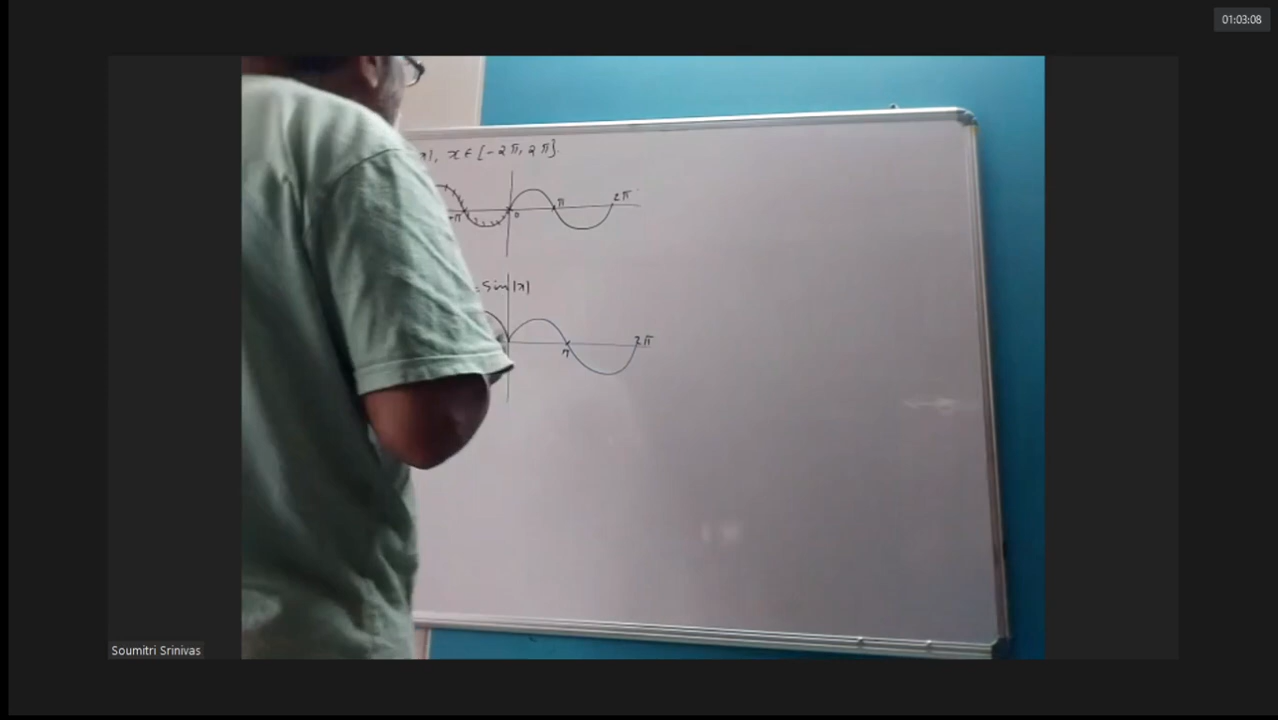 01:03:08
x|, x ∈ [-2π, 2π].
-π 0 π 2π
= Sin|x|
π 2π
Soumitri Srinivas